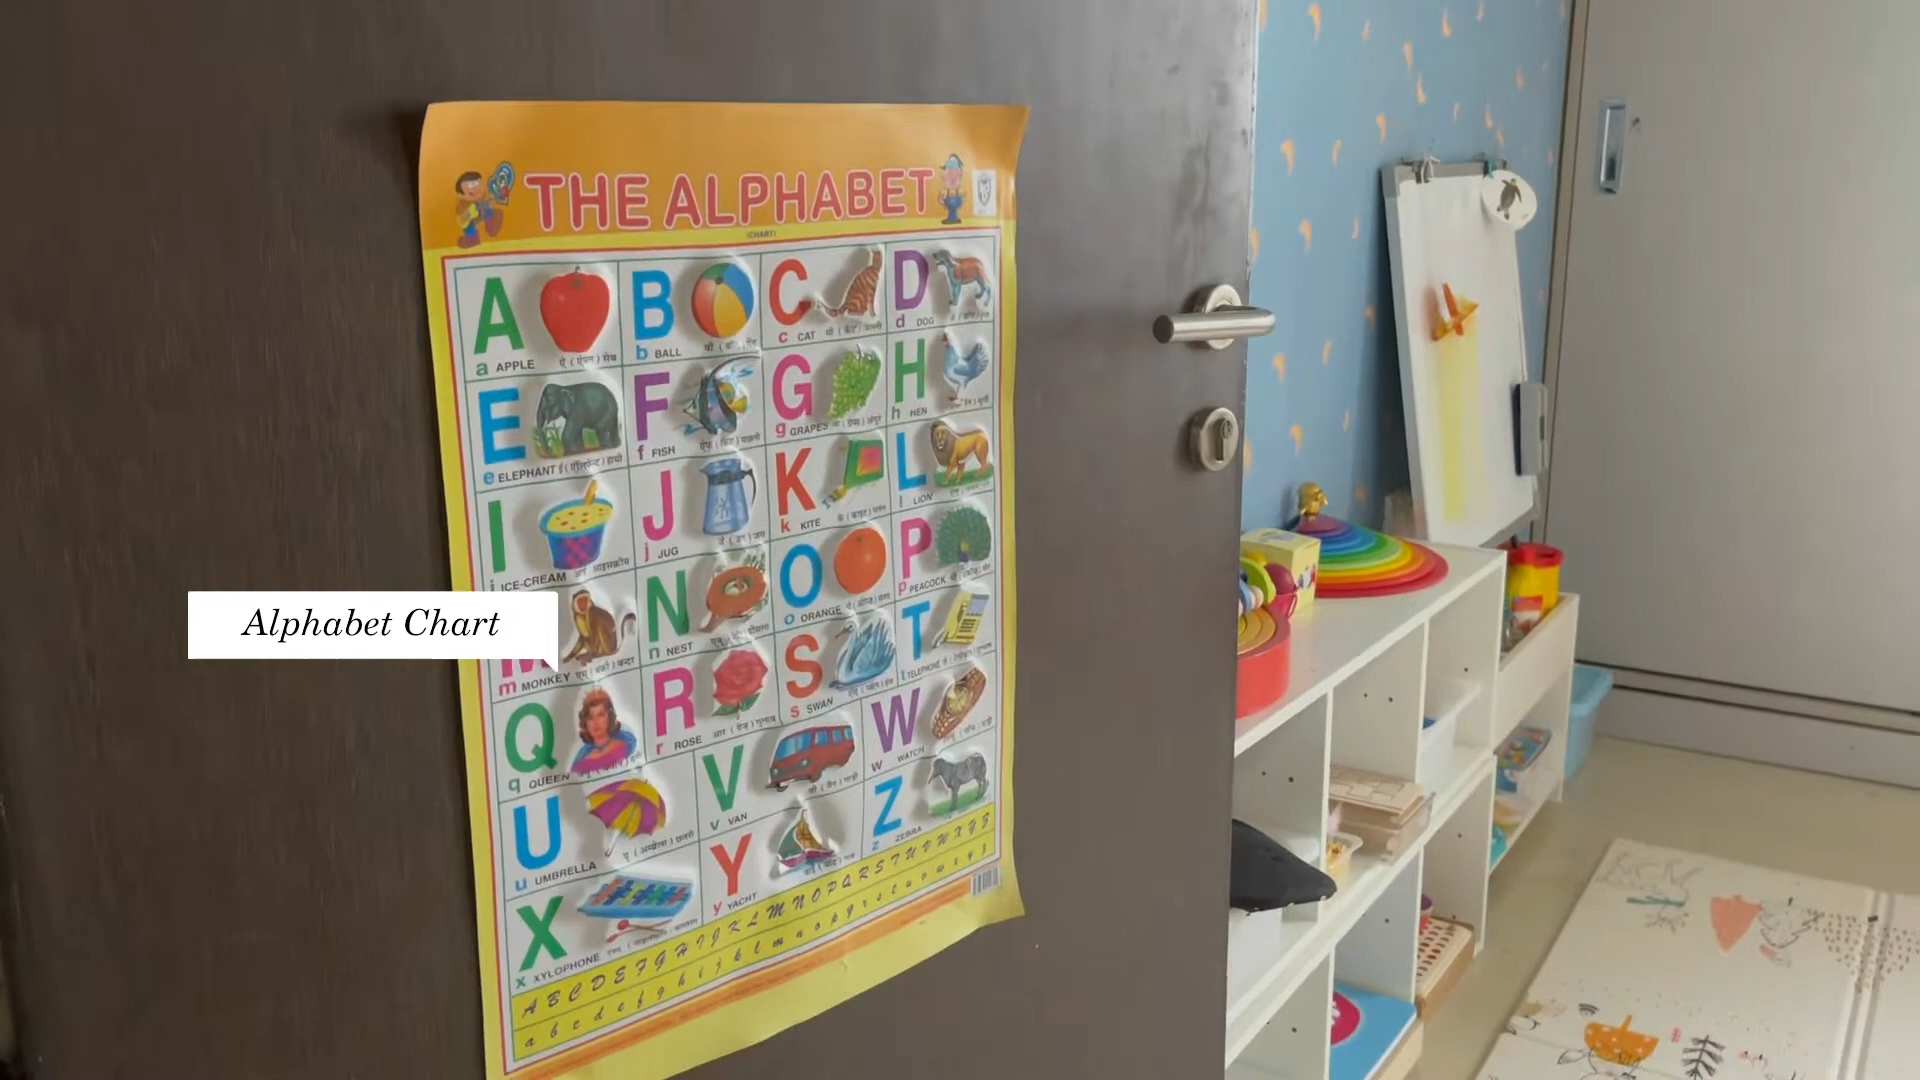 THE ALPHABET
(CHART)
A B C D
a APPLE b BALL c CAT d DOG
E F G H
e ELEPHANT f FISH g GRAPES h HEN
I J K L
i ICE-CREAM आइसक्रीम j JUG k KITE l LION
Alphabet Chart
M N O P
m MONKEY n NEST o ORANGE p PEACOCK
Q R S T
q QUEEN r ROSE s SWAN t TELEPHONE
U V W
u UMBRELLA v VAN w WATCH
X Y Z
x XYLOPHONE y YACHT z ZEBRA
A B C D E F G H I J K L M N O P Q R S T U V W X Y Z
a b c d e f g h i j k l m n o p q r s t u v w x y z